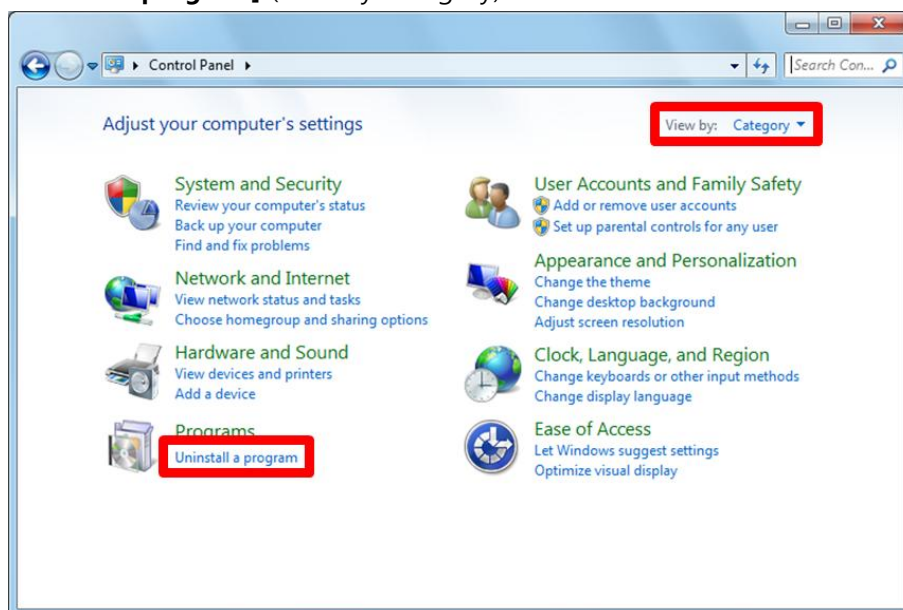 Control Panel
Search Con...
Adjust your computer's settings
View by: Category
System and Security
Review your computer's status
Back up your computer
Find and fix problems
Network and Internet
View network status and tasks
Choose homegroup and sharing options
Hardware and Sound
View devices and printers
Add a device
Programs
Uninstall a program
User Accounts and Family Safety
Add or remove user accounts
Set up parental controls for any user
Appearance and Personalization
Change the theme
Change desktop background
Adjust screen resolution
Clock, Language, and Region
Change keyboards or other input methods
Change display language
Ease of Access
Let Windows suggest settings
Optimize visual display